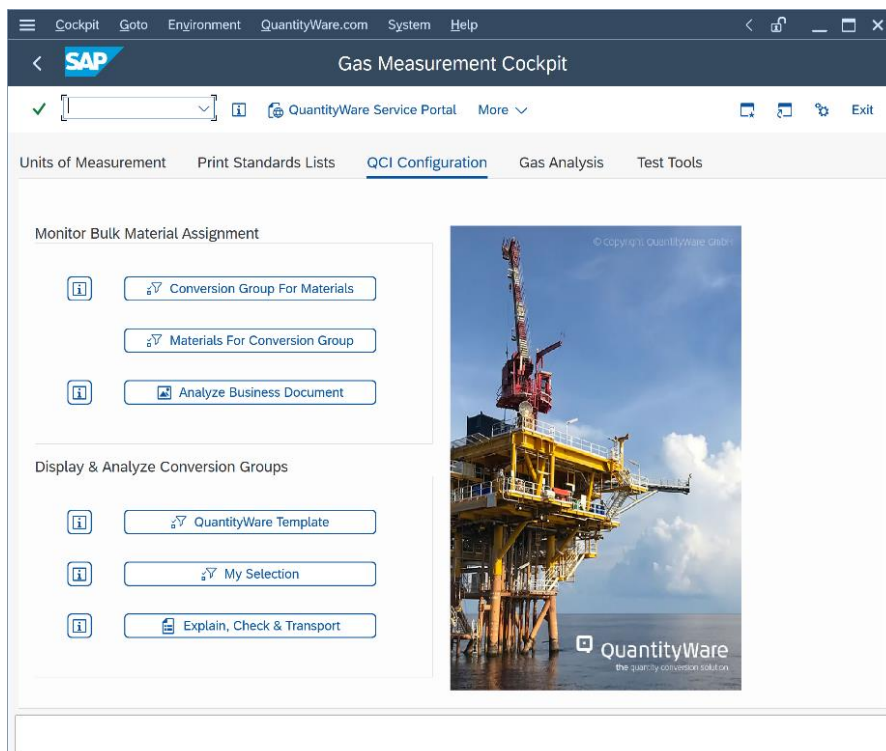 Cockpit Goto Environment QuantityWare.com System Help
SAP Gas Measurement Cockpit
QuantityWare Service Portal More Exit
Units of Measurement Print Standards Lists QCI Configuration Gas Analysis Test Tools
Monitor Bulk Material Assignment
© Copyright QuantityWare GmbH
Conversion Group For Materials
Materials For Conversion Group
Analyze Business Document
Display & Analyze Conversion Groups
QuantityWare Template
My Selection
Explain, Check & Transport
QuantityWare
the quantity conversion solution